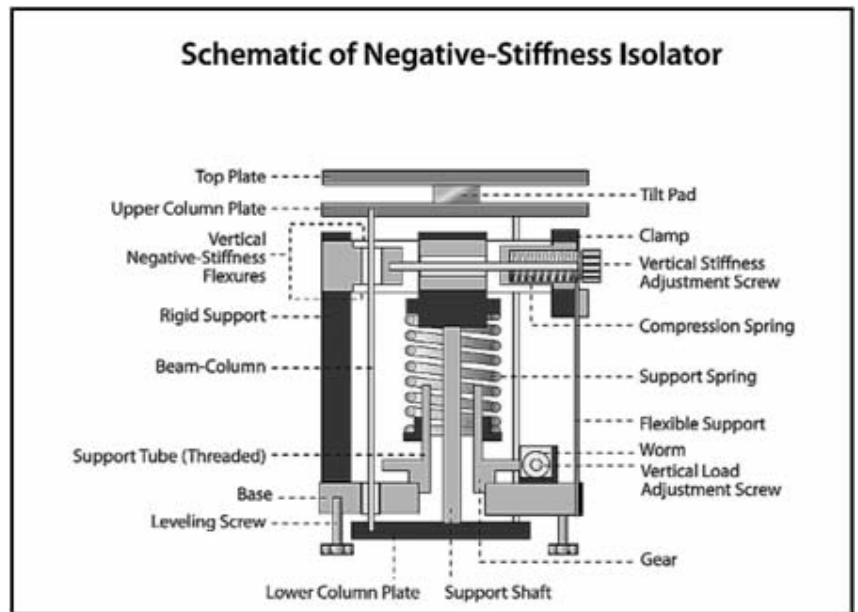 Schematic of Negative-Stiffness Isolator
Top Plate
Upper Column Plate
Vertical
Negative-Stiffness
Flexures
Rigid Support
Beam-Column
Support Tube (Threaded)
Base
Leveling Screw
Lower Column Plate
Support Shaft
Tilt Pad
Clamp
Vertical Stiffness
Adjustment Screw
Compression Spring
Support Spring
Flexible Support
Worm
Vertical Load
Adjustment Screw
Gear